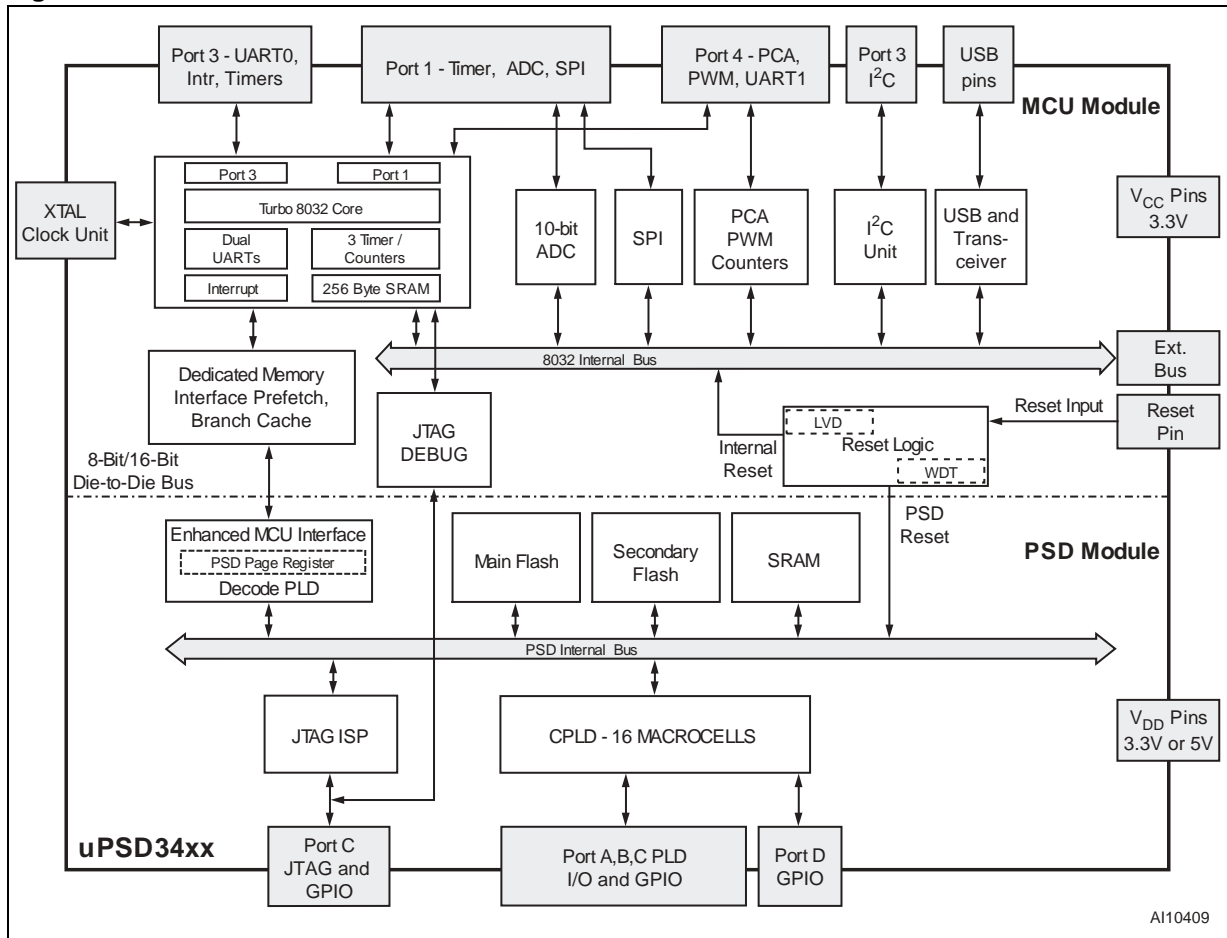 Port 3 - UART0,
Intr, Timers
Port 1 - Timer, ADC, SPI
Port 4 - PCA,
PWM, UART1
Port 3
I2C
USB
pins
MCU Module
XTAL
Clock Unit
Port 3
Port 1
Turbo 8032 Core
Dual
UARTs
3 Timer /
Counters
Interrupt
256 Byte SRAM
10-bit
ADC
SPI
PCA
PWM
Counters
I2C
Unit
USB and
Trans-
ceiver
VCC Pins
3.3V
8032 Internal Bus
Ext.
Bus
Dedicated Memory
Interface Prefetch,
Branch Cache
JTAG
DEBUG
Internal
Reset
LVD
Reset Logic
WDT
Reset Input
Reset
Pin
8-Bit/16-Bit
Die-to-Die Bus
PSD
Reset
PSD Module
Enhanced MCU Interface
PSD Page Register
Decode PLD
Main Flash
Secondary
Flash
SRAM
PSD Internal Bus
JTAG ISP
CPLD - 16 MACROCELLS
VDD Pins
3.3V or 5V
uPSD34xx
Port C
JTAG and
GPIO
Port A,B,C PLD
I/O and GPIO
Port D
GPIO
AI10409